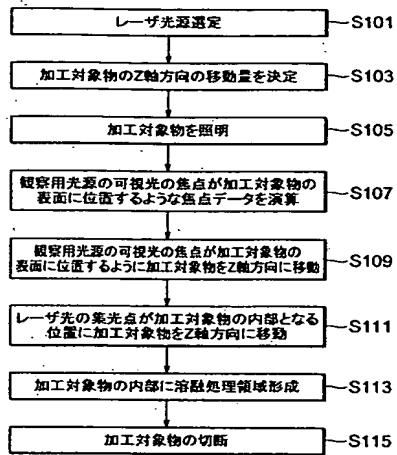 レーザ光源選定
S101
加工対象物のZ軸方向の移動量を決定
S103
加工対象物を照明
S105
観察用光源の可視光の焦点が加工対象物の
表面に位置するような焦点データを演算
S107
観察用光源の可視光の焦点が加工対象物の
表面に位置するように加工対象物をZ軸方向に移動
S109
レーザ光の集光点が加工対象物の内部となる
位置に加工対象物をZ軸方向に移動
S111
加工対象物の内部に溶融処理領域形成
S113
加工対象物の切断
S115